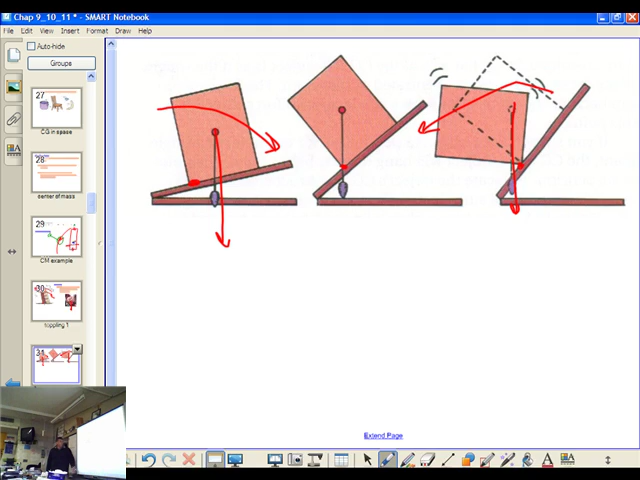 Chap 9_10_11 * - SMART Notebook
File Edit View Insert Format Draw Help
Auto-hide
Groups
27
CG in space
28
center of mass
29
CM example
30
toppling 1
31
Extend Page